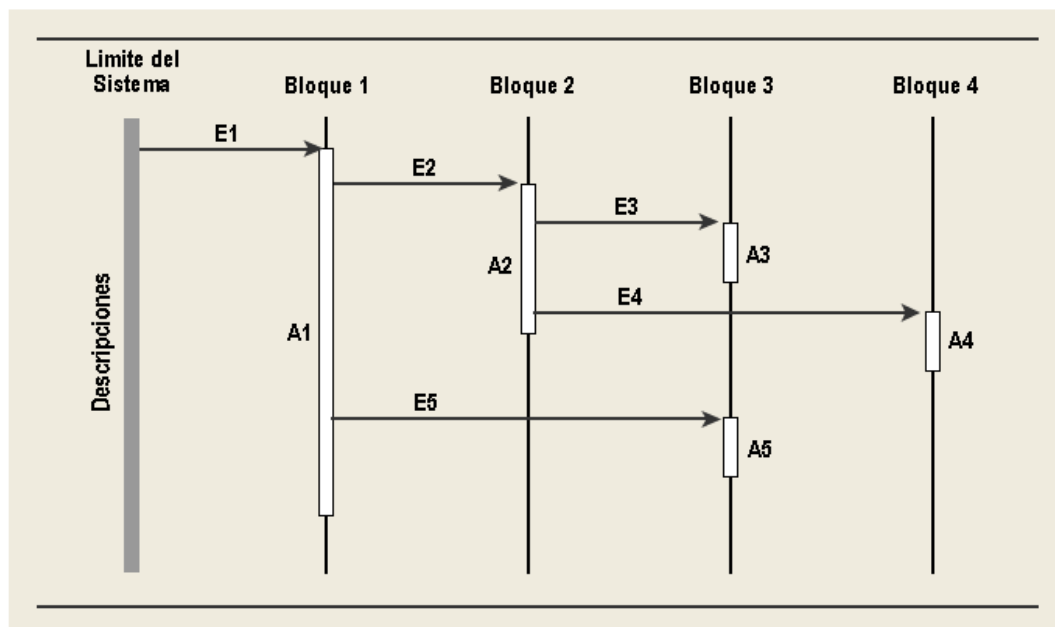 Limite del
Sistema
Bloque 1
Bloque 2
Bloque 3
Bloque 4
E1
E2
E3
A2
A3
E4
A1
A4
Descripciones
E5
A5